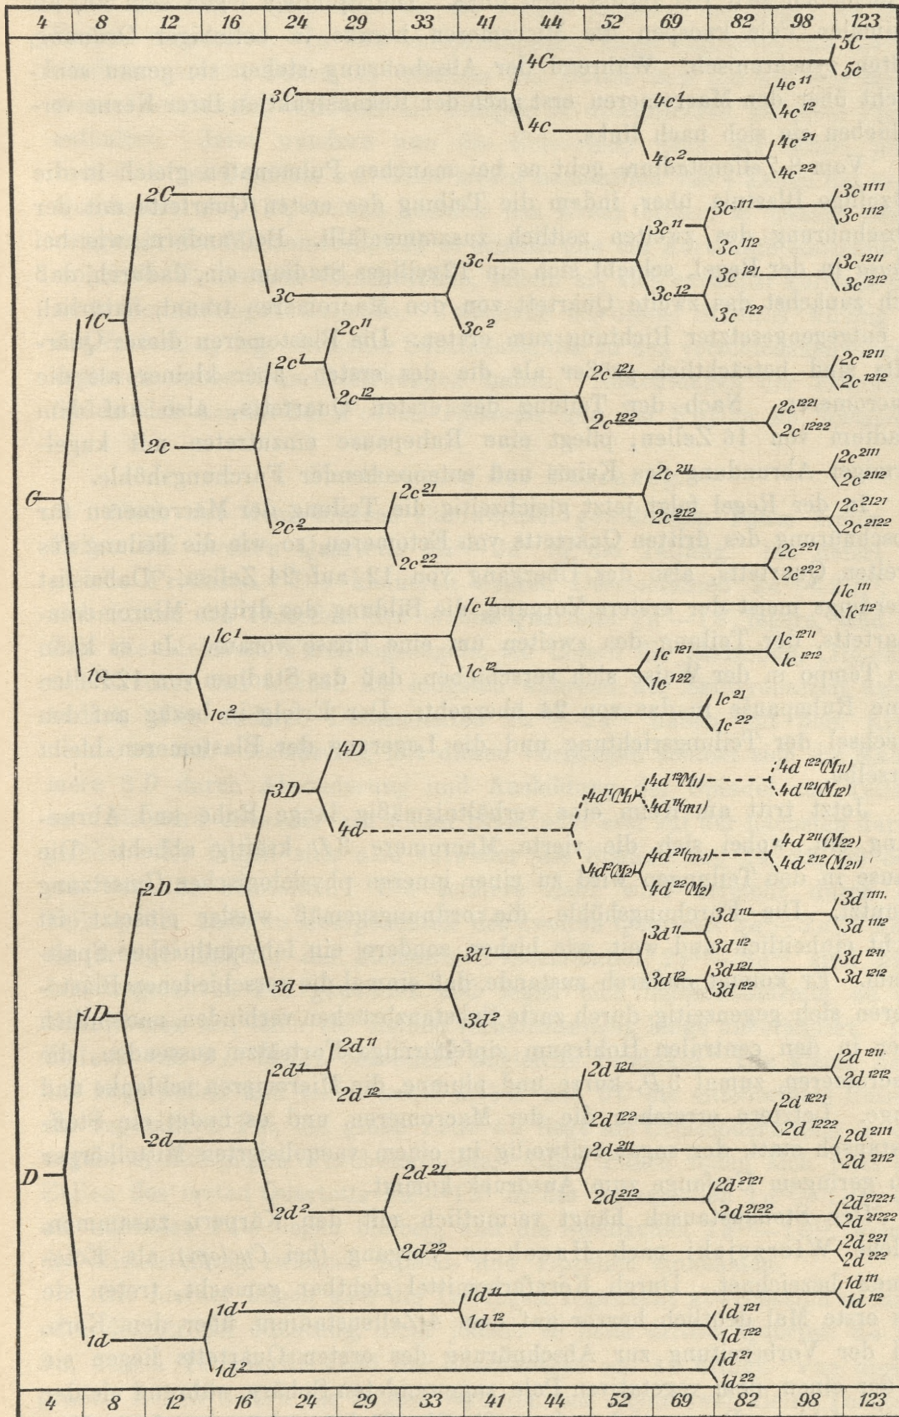 4 8 12 16 24 29 33 41 44 52 69 82 98 123
5C
4C
5c
3C
4c¹¹
4c¹
4c¹²
4c
4c²¹
4c²
4c²²
2C
3c¹¹¹¹
3c¹¹¹
3c¹¹¹²
3c¹¹
3c¹¹²
3c¹
3c¹²¹¹
3c¹²¹
3c¹²¹²
3c
3c¹²
3c¹²²
1C
3c²
2c¹¹
2c¹
2c¹²¹¹
2c¹²¹
2c¹²¹²
2c¹²
2c¹²²¹
2c¹²²
2c¹²²²
2c
2c²¹¹¹
2c²¹¹
2c²¹¹²
2c²¹
2c²¹²¹
2c²¹²
2c²¹²²
2c²
2c²²¹
2c²²
2c²²²
1c¹¹¹
1c¹¹
1c¹¹²
1c¹
1c¹²¹¹
1c¹²¹
1c¹²¹²
1c¹²
1c¹²²
1c
1c²¹
1c²
1c²²
4D
4d¹²²(M11)
4d¹²(M1)
4d¹²¹(M12)
3D
4d¹(M1)
4d¹¹(m1)
4d
4d²¹¹(M22)
4d²¹(m1)
4d²¹²(M21)
4d²(M2)
4d²²(M2)
2D
3d¹¹¹¹
3d¹¹¹
3d¹¹¹²
3d¹¹
3d¹¹²
3d¹
3d¹²¹¹
3d¹²¹
3d¹²¹²
3d
3d¹²
3d¹²²
1D
3d²
2d¹¹
2d¹
2d¹²¹¹
2d¹²¹
2d¹²¹²
2d¹²
2d¹²²¹
2d¹²²
2d¹²²²
2d
2d²¹¹¹
2d²¹¹
2d²¹¹²
D
2d²¹
2d²¹²¹
2d²¹²
2d²¹²²
2d²¹²²¹
2d²¹²²²
2d²
2d²²¹
2d²²
2d²²²
1d¹¹¹
1d¹¹
1d¹¹²
1d¹
1d¹²
1d¹²¹
1d¹²²
1d
1d²¹
1d²
1d²²
4 8 12 16 24 29 33 41 44 52 69 82 98 123